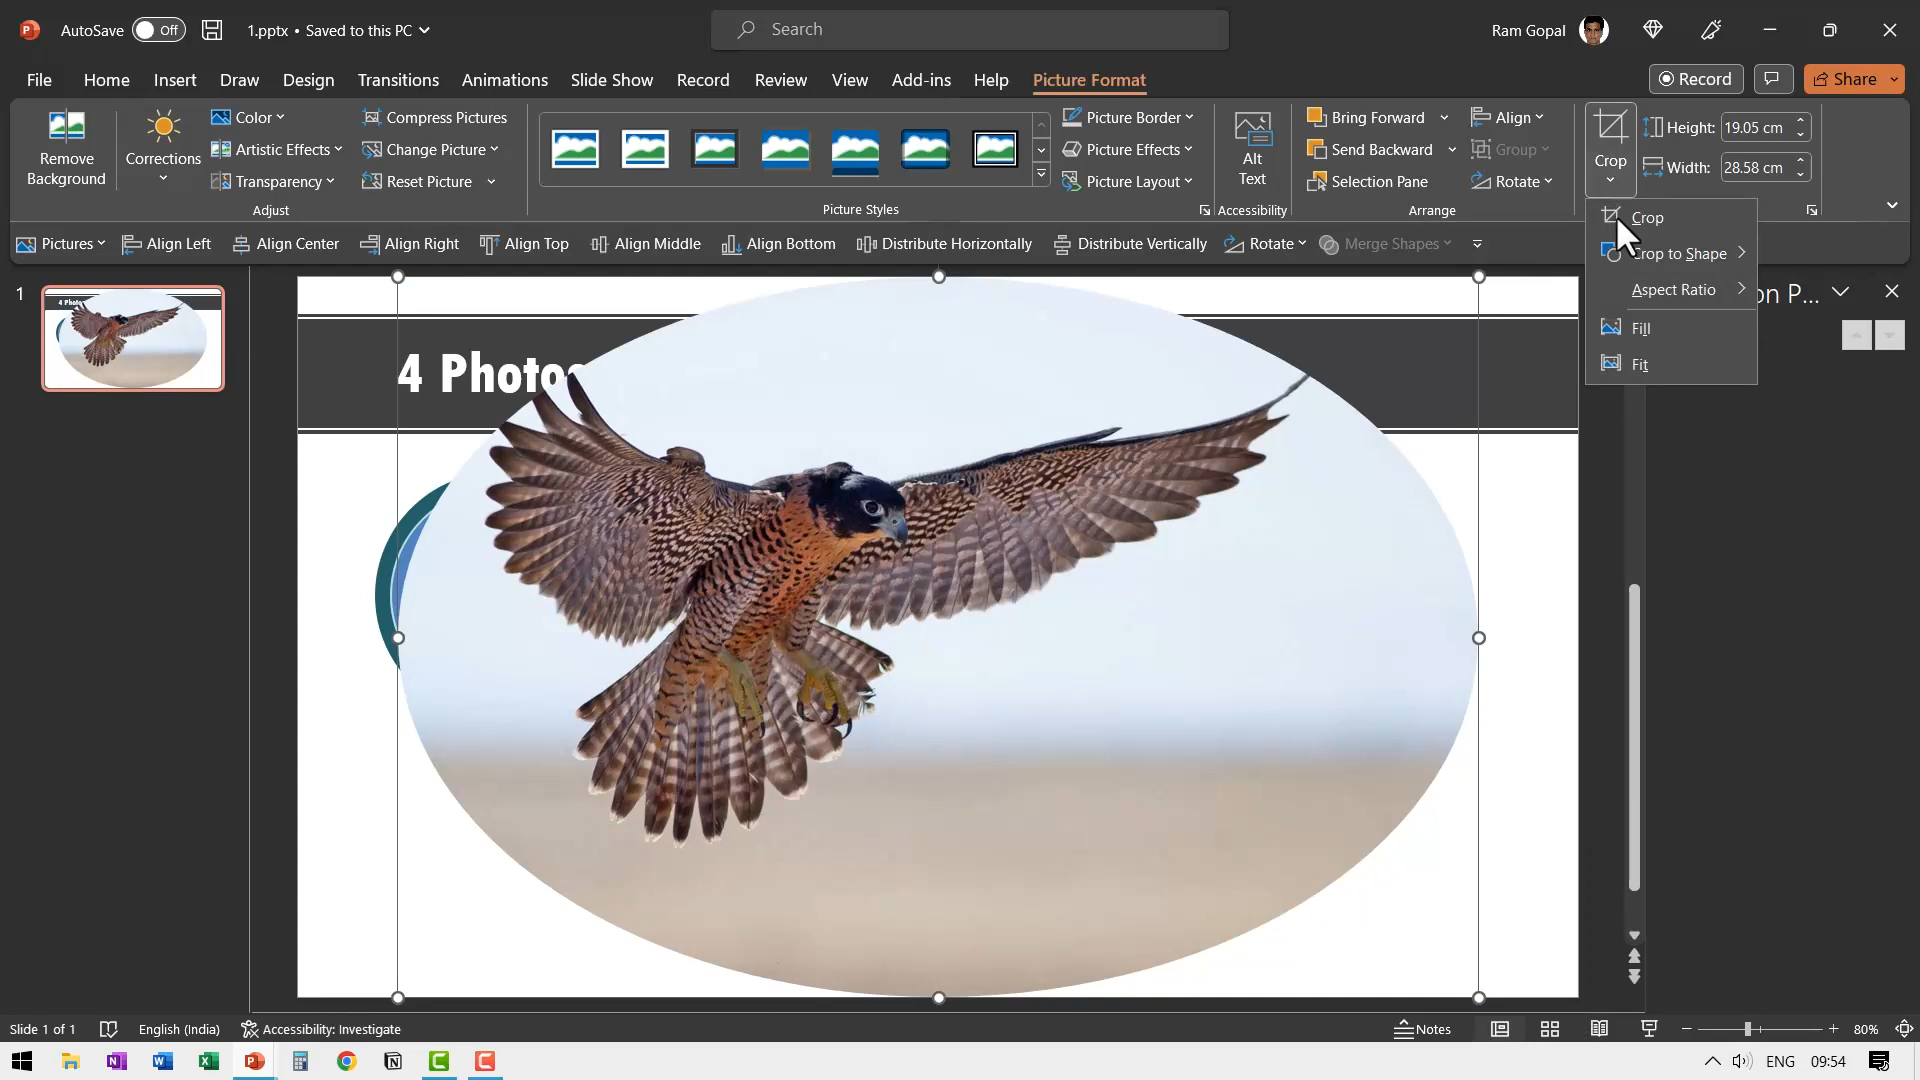 AutoSave Off 1.pptx • Saved to this PC Search Ram Gopal
File Home Insert Draw Design Transitions Animations Slide Show Record Review View Add-ins Help Picture Format Record Share
Remove Background
Corrections
Color
Artistic Effects
Transparency
Compress Pictures
Change Picture
Reset Picture
Adjust
Picture Styles
Picture Border
Picture Effects
Picture Layout
Alt Text
Accessibility
Bring Forward
Send Backward
Selection Pane
Align
Group
Rotate
Arrange
Crop
Height: 19.05 cm
Width: 28.58 cm
Pictures Align Left Align Center Align Right Align Top Align Middle Align Bottom Distribute Horizontally Distribute Vertically Rotate Merge Shapes
Crop
Crop to Shape
Aspect Ratio
Fill
Fit
on P...
1
4 Photos
Slide 1 of 1 English (India) Accessibility: Investigate Notes 80%
ENG 09:54